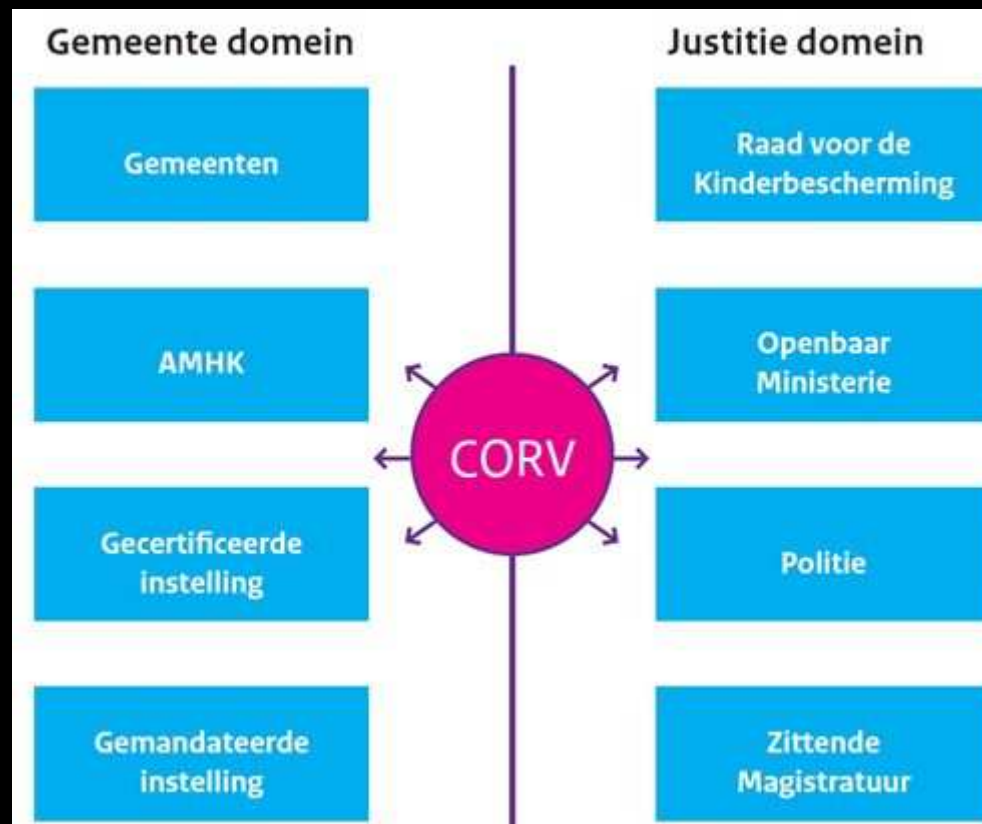 Gemeente domein
Gemeenten
AMHK
Gecertificeerde
instelling
Gemandateerde
instelling
CORV
Justitie domein
Raad voor de
Kinderbescherming
Openbaar
Ministerie
Politie
Zittende
Magistratuur